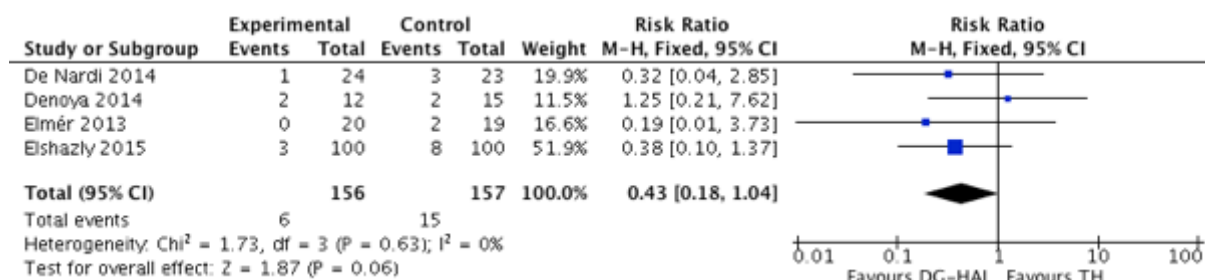 Experimental Control Risk Ratio Risk Ratio
Study or Subgroup Events Total Events Total Weight M-H, Fixed, 95% CI M-H, Fixed, 95% CI
De Nardi 2014 1 24 3 23 19.9% 0.32 [0.04, 2.85]
Denoya 2014 2 12 2 15 11.5% 1.25 [0.21, 7.62]
Elmér 2013 0 20 2 19 16.6% 0.19 [0.01, 3.73]
Elshazly 2015 3 100 8 100 51.9% 0.38 [0.10, 1.37]
Total (95% CI) 156 157 100.0% 0.43 [0.18, 1.04]
Total events 6 15
Heterogeneity: Chi² = 1.73, df = 3 (P = 0.63); I² = 0%
Test for overall effect: Z = 1.87 (P = 0.06)
0.01 0.1 1 10 100
Favours DG-HAL Favours TH